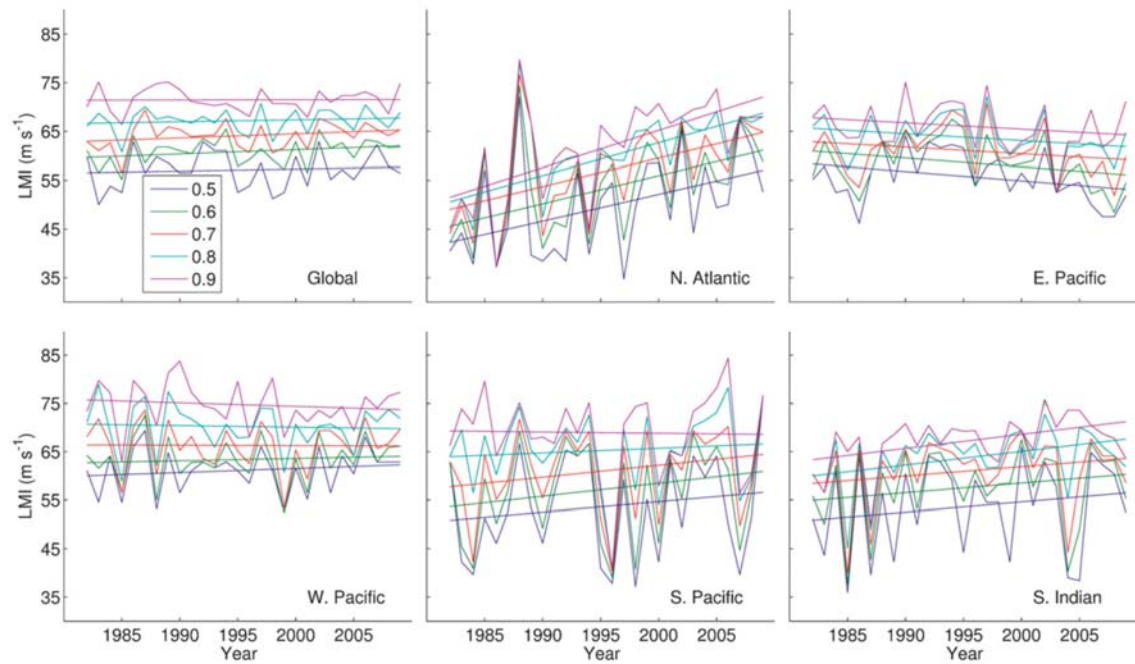 LMI (m s⁻¹)
85
75
65
55
45
35
0.5
0.6
0.7
0.8
0.9
Global
N. Atlantic
E. Pacific
LMI (m s⁻¹)
85
75
65
55
45
35
W. Pacific
S. Pacific
S. Indian
1985 1990 1995 2000 2005
1985 1990 1995 2000 2005
1985 1990 1995 2000 2005
Year
Year
Year